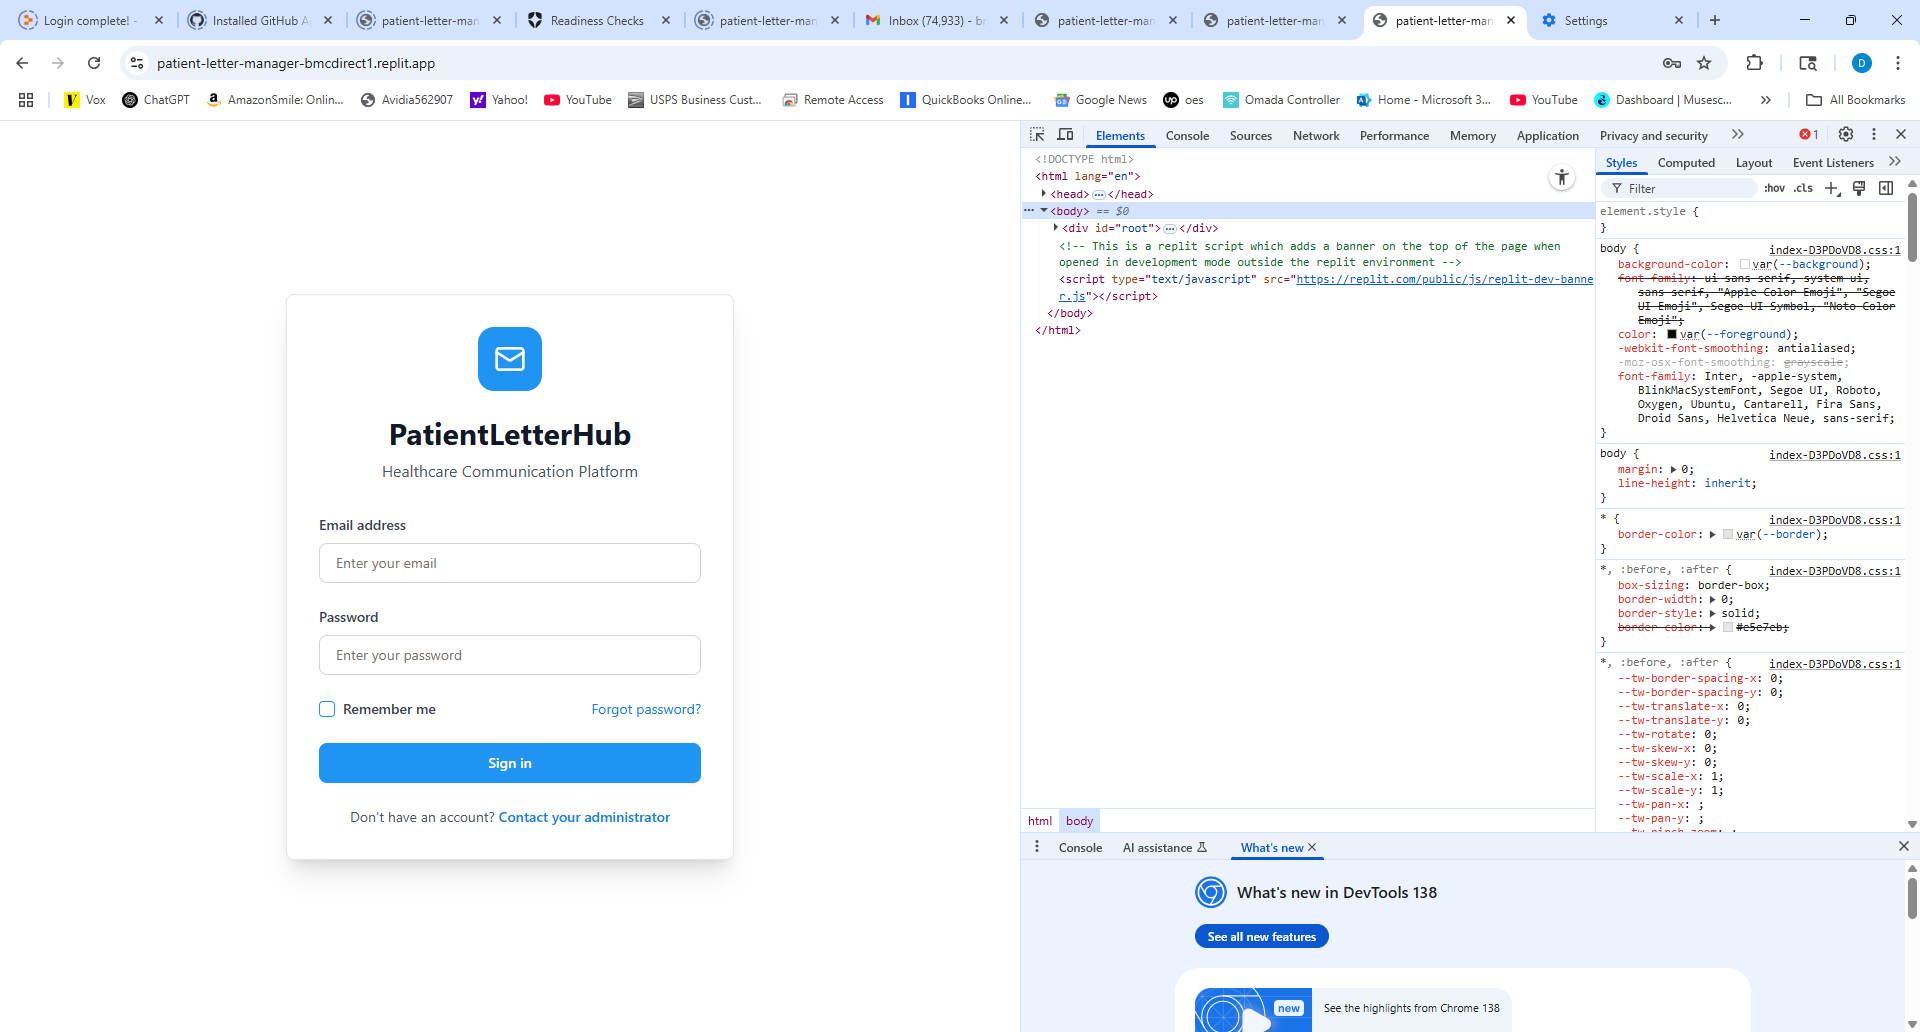 Login complete! -
Installed GitHub A
patient-letter-man
Readiness Checks
patient-letter-man
Inbox (74,933) - br
patient-letter-man
patient-letter-man
patient-letter-man
Settings
patient-letter-manager-bmcdirect1.replit.app
D
Vox
ChatGPT
AmazonSmile: Onlin...
Avidia562907
Yahoo!
YouTube
USPS Business Cust...
Remote Access
QuickBooks Online...
Google News
oes
Omada Controller
Home - Microsoft 3...
YouTube
Dashboard | Musesc...
All Bookmarks
PatientLetterHub
Healthcare Communication Platform
Email address
Enter your email
Password
Enter your password
Remember me
Forgot password?
Sign in
Don't have an account? Contact your administrator
Elements
Console
Sources
Network
Performance
Memory
Application
Privacy and security
1
<!DOCTYPE html>
<html lang="en">
<head> ... </head>
<body> == $0
<div id="root"> ... </div>
<!-- This is a replit script which adds a banner on the top of the page when
opened in development mode outside the replit environment -->
<script type="text/javascript" src="https://replit.com/public/js/replit-dev-banne
r.js"></script>
</body>
</html>
html
body
Styles
Computed
Layout
Event Listeners
Filter
:hov
.cls
element.style {
}
body {
index-D3PDoVD8.css:1
background-color: var(--background);
font-family: ui-sans-serif, system-ui,
sans-serif, "Apple Color Emoji", "Segoe
UI Emoji", Segoe UI Symbol, "Noto Color
Emoji";
color: var(--foreground);
-webkit-font-smoothing: antialiased;
-moz-osx-font-smoothing: grayscale;
font-family: Inter, -apple-system,
BlinkMacSystemFont, Segoe UI, Roboto,
Oxygen, Ubuntu, Cantarell, Fira Sans,
Droid Sans, Helvetica Neue, sans-serif;
}
body {
index-D3PDoVD8.css:1
margin: 0;
line-height: inherit;
}
* {
index-D3PDoVD8.css:1
border-color: var(--border);
}
*, :before, :after {
index-D3PDoVD8.css:1
box-sizing: border-box;
border-width: 0;
border-style: solid;
border-color: #e5e7eb;
}
*, :before, :after {
index-D3PDoVD8.css:1
--tw-border-spacing-x: 0;
--tw-border-spacing-y: 0;
--tw-translate-x: 0;
--tw-translate-y: 0;
--tw-rotate: 0;
--tw-skew-x: 0;
--tw-skew-y: 0;
--tw-scale-x: 1;
--tw-scale-y: 1;
--tw-pan-x: ;
--tw-pan-y: ;
Console
AI assistance
What's new
What's new in DevTools 138
See all new features
new
See the highlights from Chrome 138